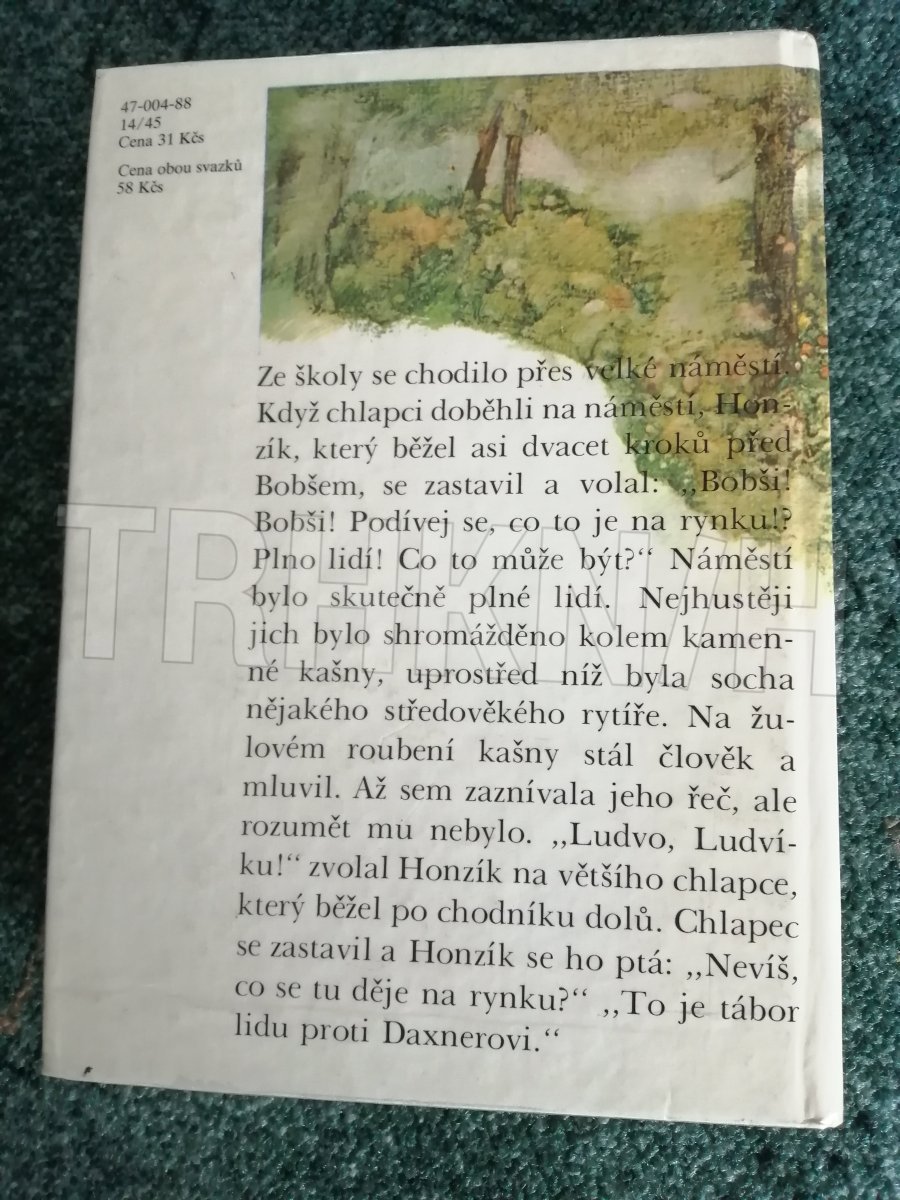 47-004-88
14/45
Cena 31 Kčs
Cena obou svazků
58 Kčs
Ze školy se chodilo přes velké náměstí.
Když chlapci doběhli na náměstí, Hon-
zík, který běžel asi dvacet kroků před
Bobšem, se zastavil a volal: ,,Bobši!
Bobši! Podívej se, co to je na rynku!?
Plno lidí! Co to může být?“ Náměstí
bylo skutečně plné lidí. Nejhustěji
jich bylo shromážděno kolem kamen-
né kašny, uprostřed níž byla socha
nějakého středověkého rytíře. Na žu-
lovém roubení kašny stál člověk a
mluvil. Až sem zaznívala jeho řeč, ale
rozumět mu nebylo. ,,Ludvo, Ludví-
ku!“ zvolal Honzík na většího chlapce,
který běžel po chodníku dolů. Chlapec
se zastavil a Honzík se ho ptá: ,,Nevíš,
co se tu děje na rynku?“ ,,To je tábor
lidu proti Daxnerovi.“